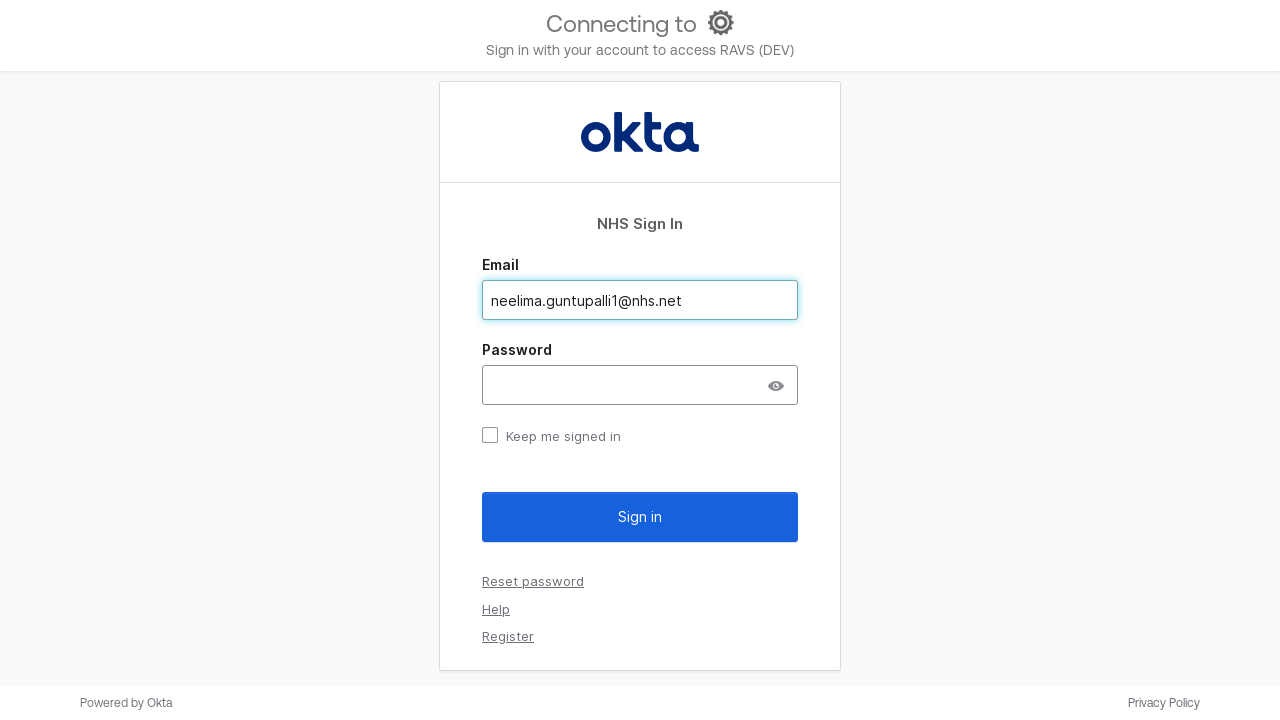 Connecting to
Sign in with your account to access RAVS (DEV)
okta
NHS Sign In
Email
neelima.guntupalli1@nhs.net
Password
Keep me signed in
Sign in
Reset password
Help
Register
Powered by Okta
Privacy Policy